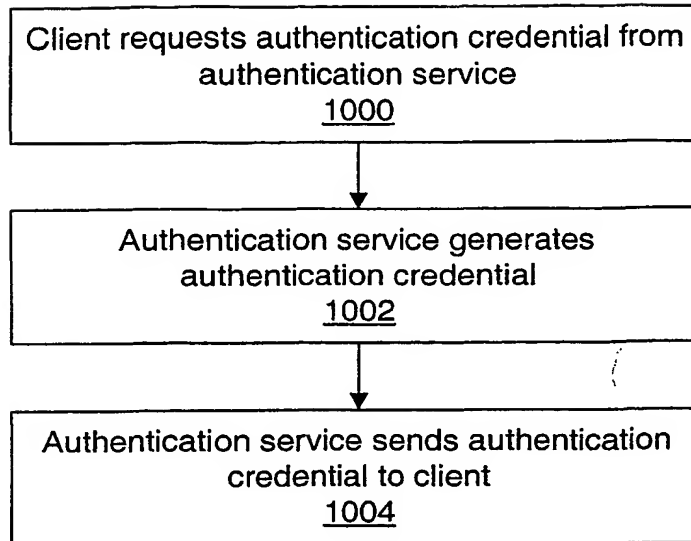 Client requests authentication credential from
authentication service
1000
Authentication service generates
authentication credential
1002
Authentication service sends authentication
credential to client
1004